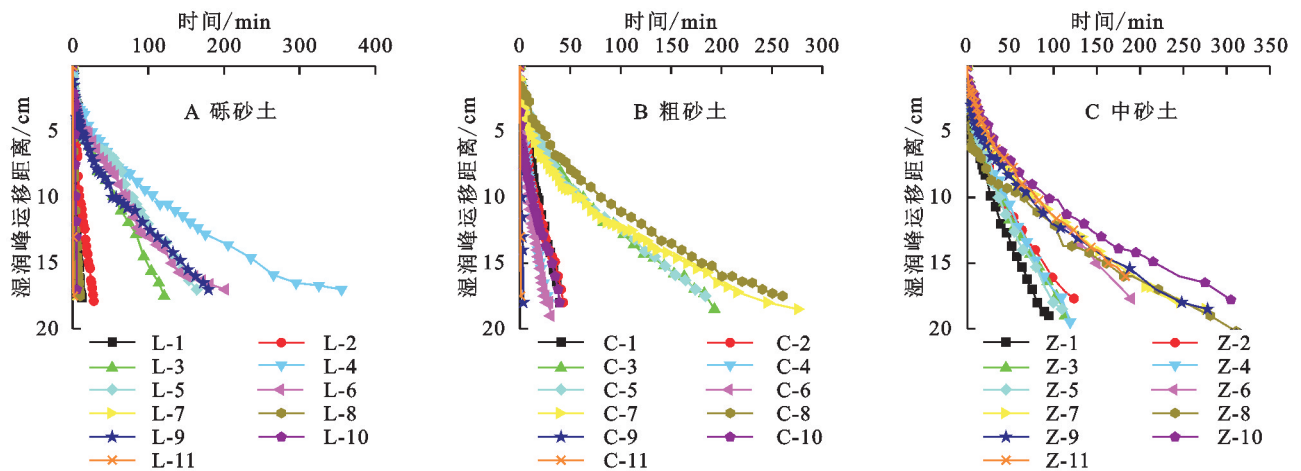 时间/min
0 100 200 300 400
湿润峰运移距离/cm
5
10
15
20
A 砾砂土
L-1 L-2
L-3 L-4
L-5 L-6
L-7 L-8
L-9 L-10
L-11
时间/min
0 50 100 150 200 250 300
湿润峰运移距离/cm
5
10
15
20
B 粗砂土
C-1 C-2
C-3 C-4
C-5 C-6
C-7 C-8
C-9 C-10
C-11
时间/min
0 50 100 150 200 250 300 350
湿润峰运移距离/cm
5
10
15
20
C 中砂土
Z-1 Z-2
Z-3 Z-4
Z-5 Z-6
Z-7 Z-8
Z-9 Z-10
Z-11